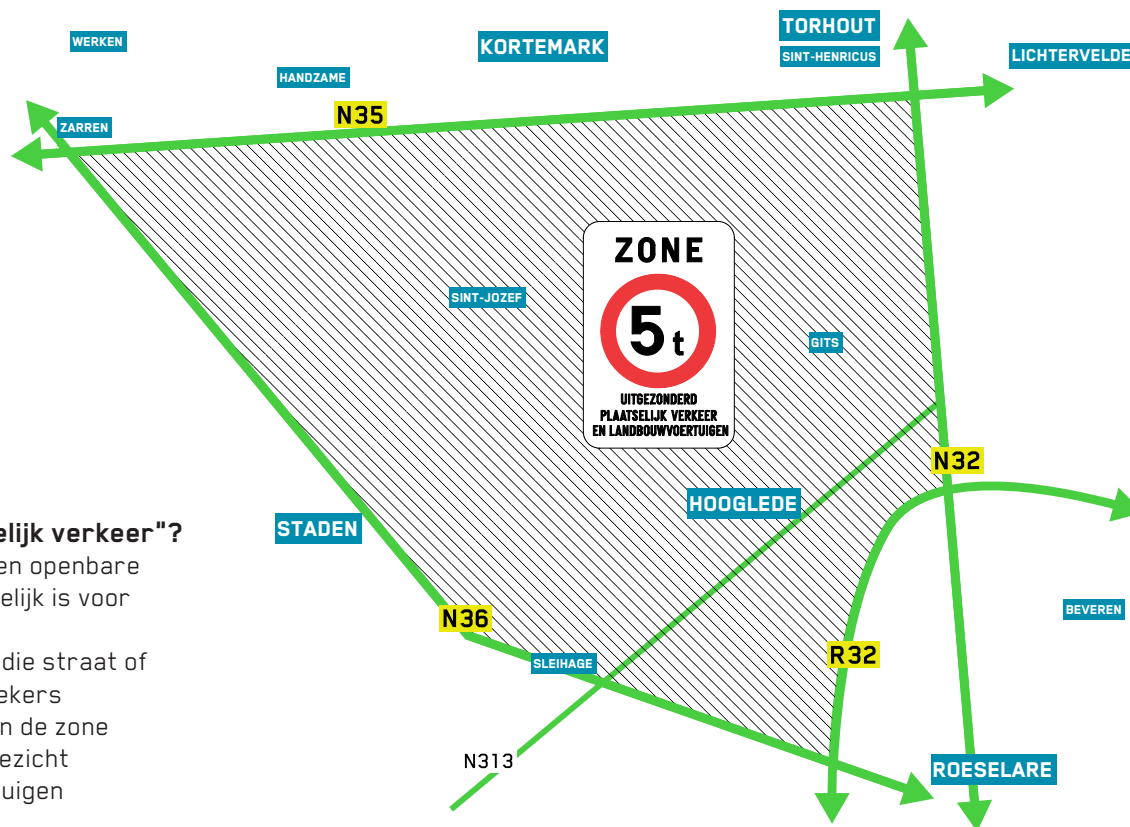 TORHOUT
SINT-HENRICUS
WERKEN
KORTEMARK
LICHTERVELDE
HANDZAME
N35
ZARREN
ZONE
5t
UITGEZONDERD
PLAATSELIJK VERKEER
EN LANDBOUWVOERTUIGEN
SINT-JOZEF
GITS
N32
HOOGLEDE
STADEN
elijk verkeer"?
en openbare
elijk is voor
die straat of
ekers
n de zone
ezicht
uigen
N36
BEVEREN
SLEIHAGE
R32
N313
ROESELARE